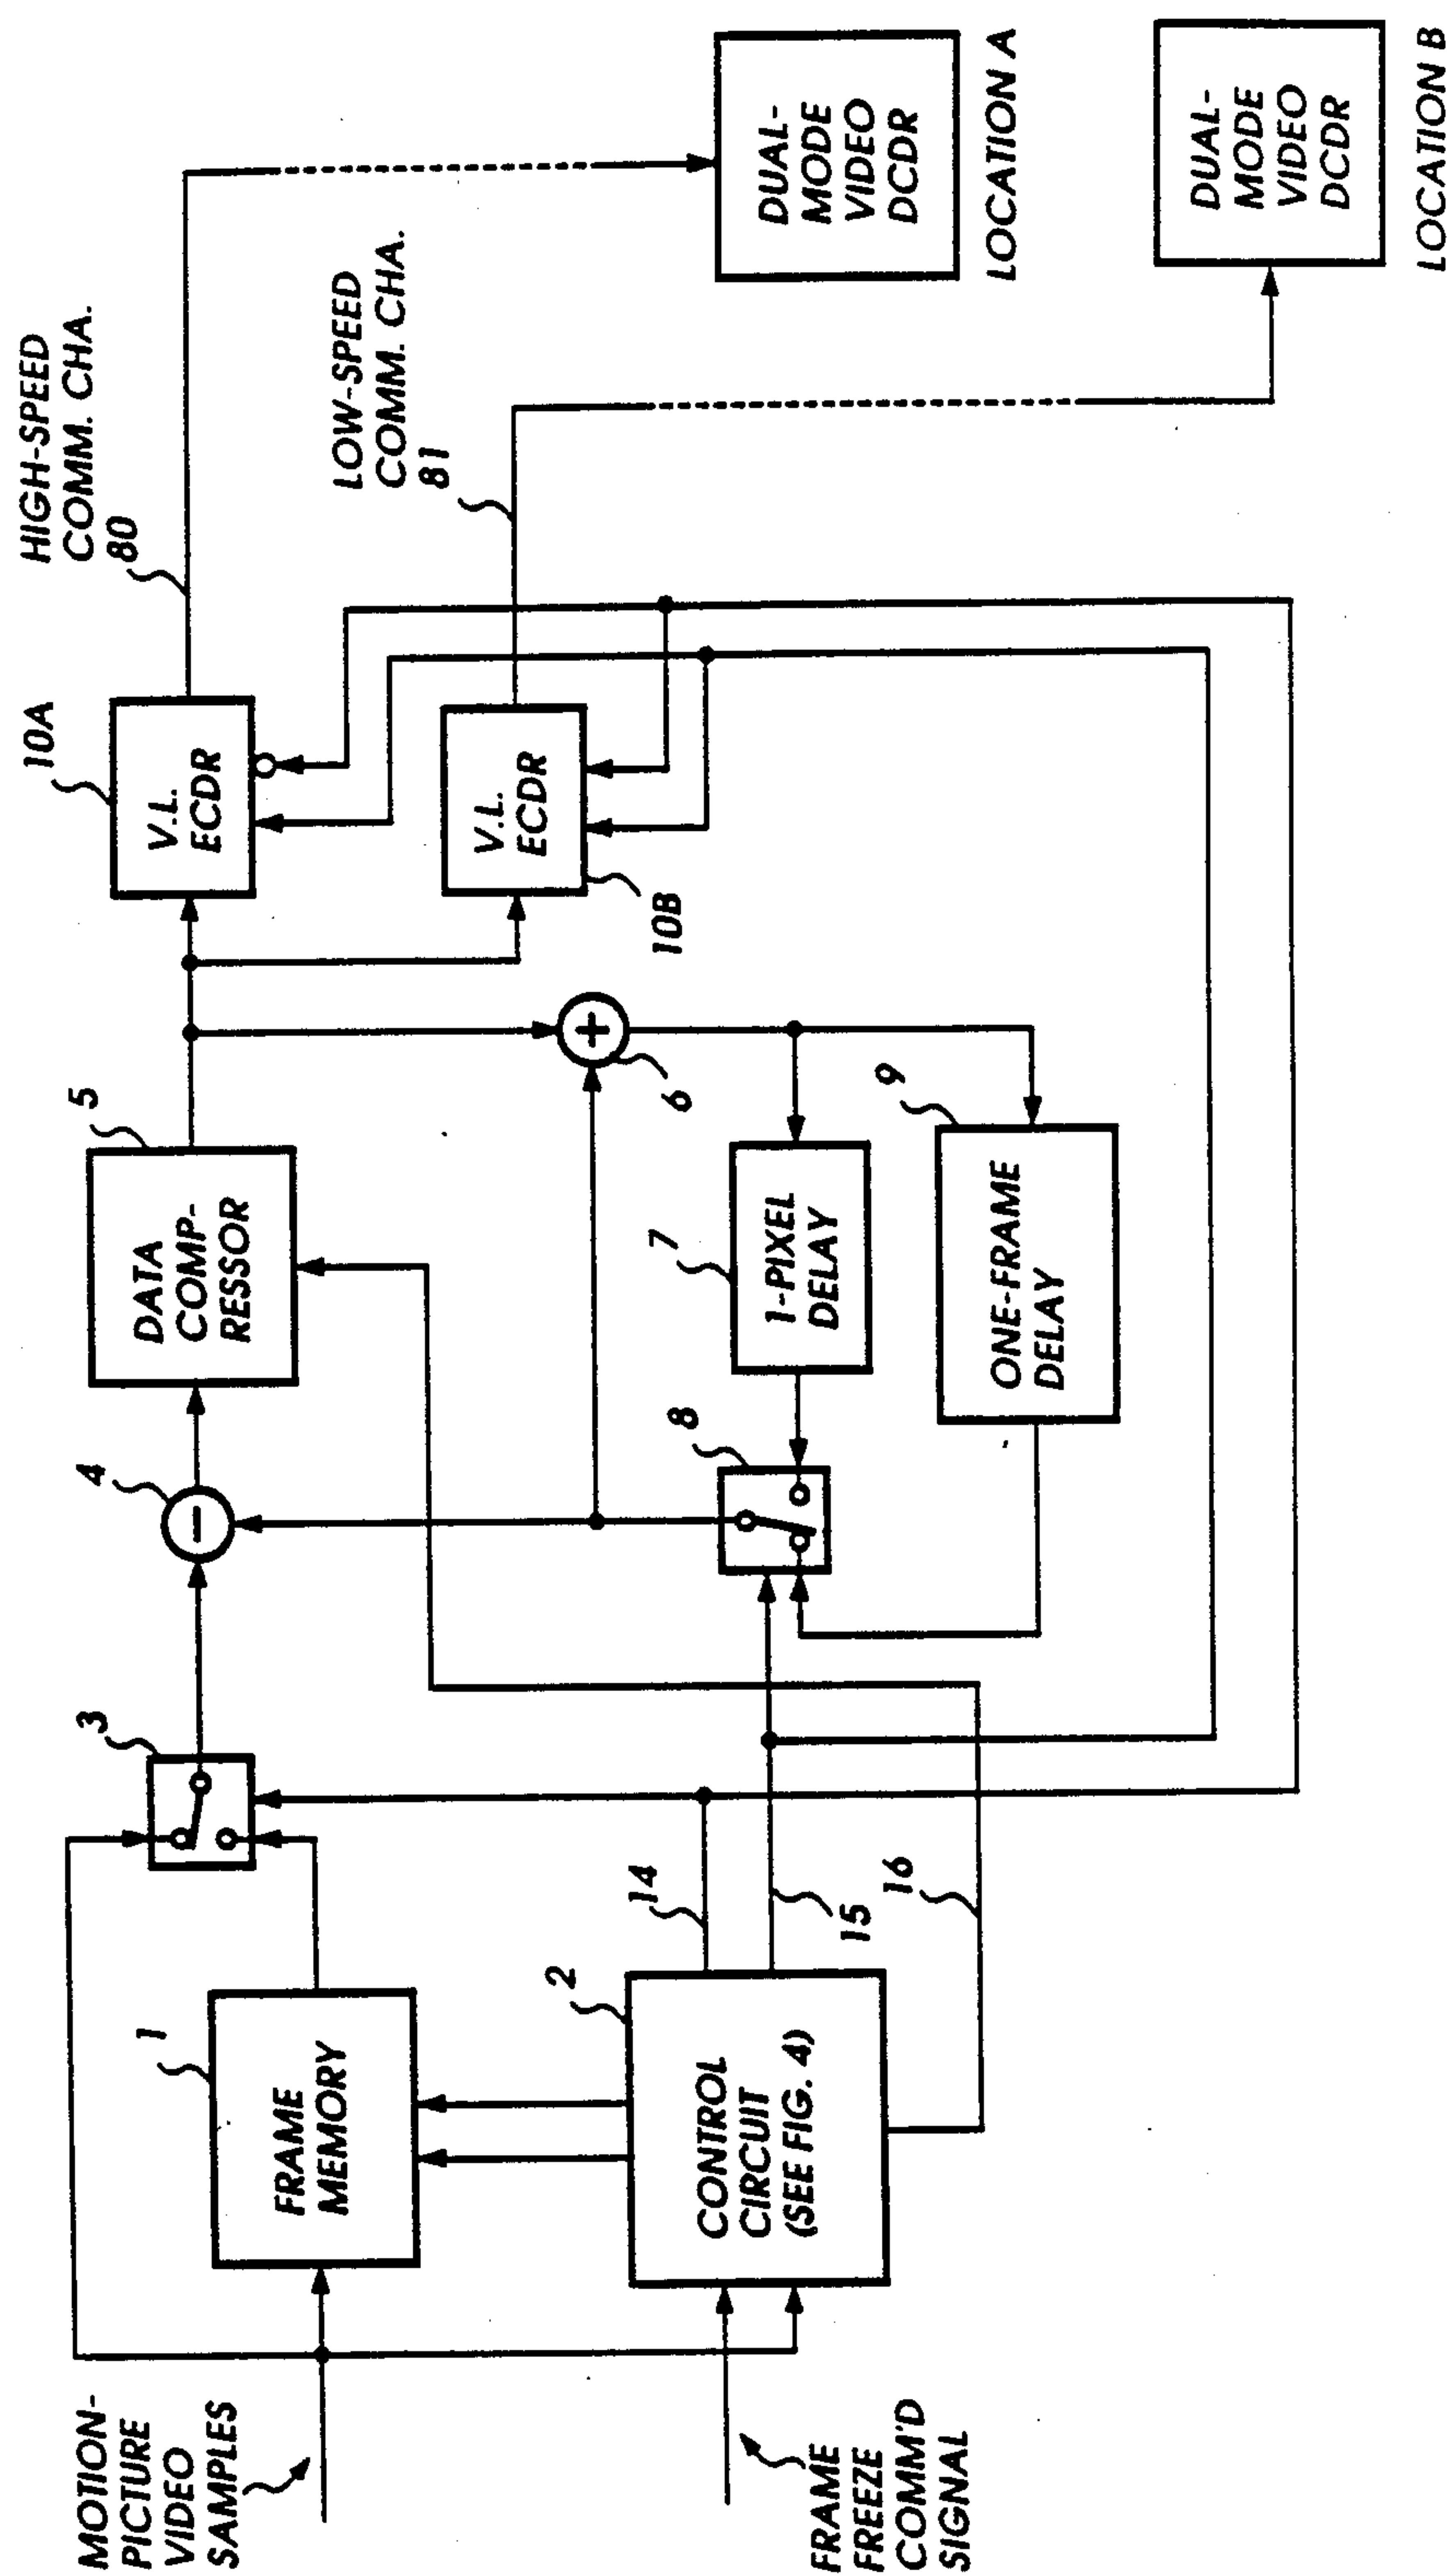 MOTION-
PICTURE
VIDEO
SAMPLES
FRAME
FREEZE
COMM'D
SIGNAL
1
FRAME
MEMORY
2
CONTROL
CIRCUIT
(SEE FIG. 4)
14
15
16
3
4
−
5
DATA
COMP-
RESSOR
+
6
7
1-PIXEL
DELAY
8
9
ONE-FRAME
DELAY
10A
V.L.
ECDR
V.L.
ECDR
10B
HIGH-SPEED
COMM. CHA.
80
LOW-SPEED
COMM. CHA.
81
DUAL-
MODE
VIDEO
DCDR
LOCATION A
DUAL-
MODE
VIDEO
DCDR
LOCATION B